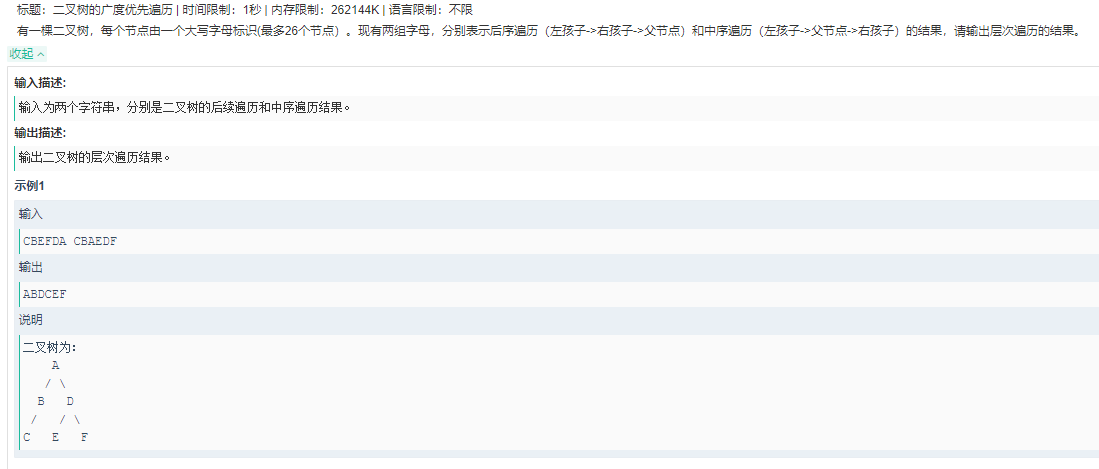 标题：二叉树的广度优先遍历 | 时间限制：1秒 | 内存限制：262144K | 语言限制：不限
有一棵二叉树，每个节点由一个大写字母标识(最多26个节点）。现有两组字母，分别表示后序遍历（左孩子->右孩子->父节点）和中序遍历（左孩子->父节点->右孩子）的结果，请输出层次遍历的结果。
收起
输入描述:
输入为两个字符串，分别是二叉树的后续遍历和中序遍历结果。
输出描述:
输出二叉树的层次遍历结果。
示例1
输入
CBEFDA CBAEDF
输出
ABDCEF
说明
二叉树为：
A
/ \
B D
/ / \
C E F